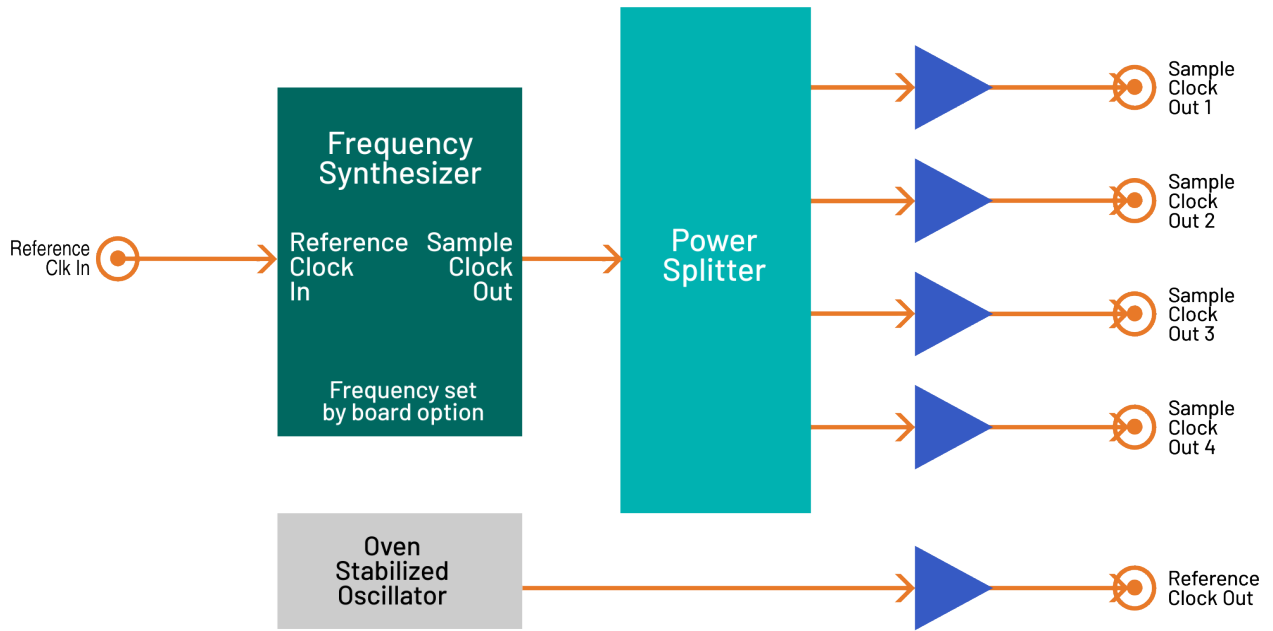 Reference
Clk In
Frequency
Synthesizer
Reference
Clock
In
Sample
Clock
Out
Frequency set
by board option
Power
Splitter
Sample
Clock
Out 1
Sample
Clock
Out 2
Sample
Clock
Out 3
Sample
Clock
Out 4
Oven
Stabilized
Oscillator
Reference
Clock Out